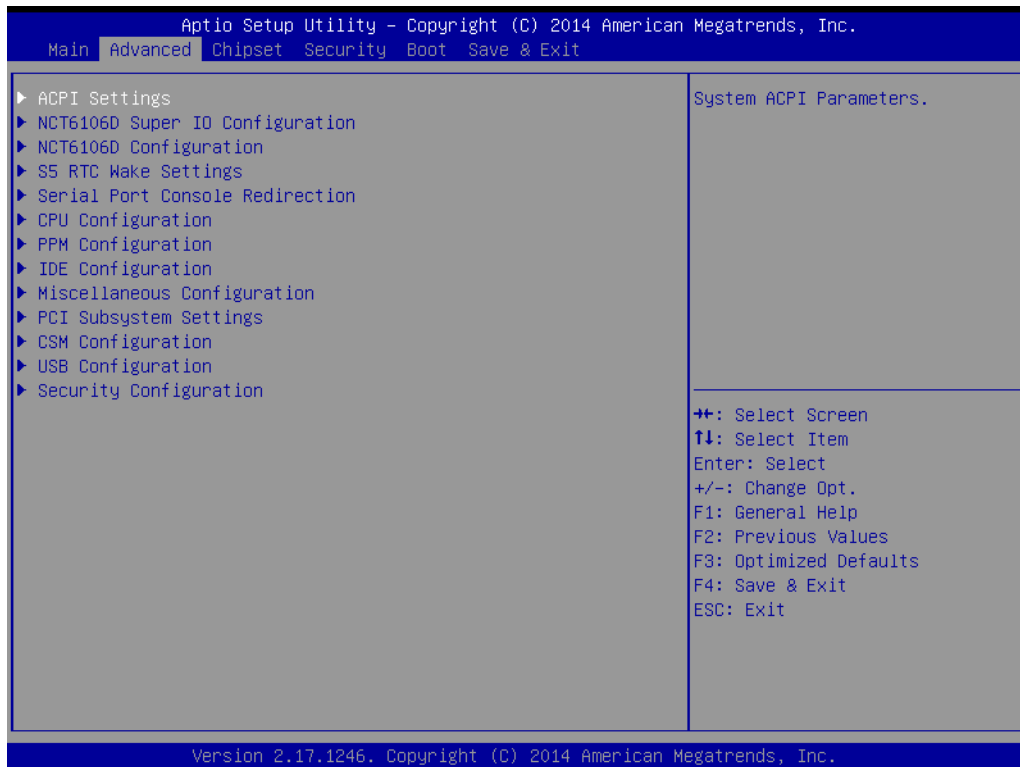 Aptio Setup Utility – Copyright (C) 2014 American Megatrends, Inc.
Main Advanced Chipset Security Boot Save & Exit
▶ ACPI Settings
▶ NCT6106D Super IO Configuration
▶ NCT6106D Configuration
▶ S5 RTC Wake Settings
▶ Serial Port Console Redirection
▶ CPU Configuration
▶ PPM Configuration
▶ IDE Configuration
▶ Miscellaneous Configuration
▶ PCI Subsystem Settings
▶ CSM Configuration
▶ USB Configuration
▶ Security Configuration
System ACPI Parameters.
→←: Select Screen
↑↓: Select Item
Enter: Select
+/-: Change Opt.
F1: General Help
F2: Previous Values
F3: Optimized Defaults
F4: Save & Exit
ESC: Exit
Version 2.17.1246. Copyright (C) 2014 American Megatrends, Inc.